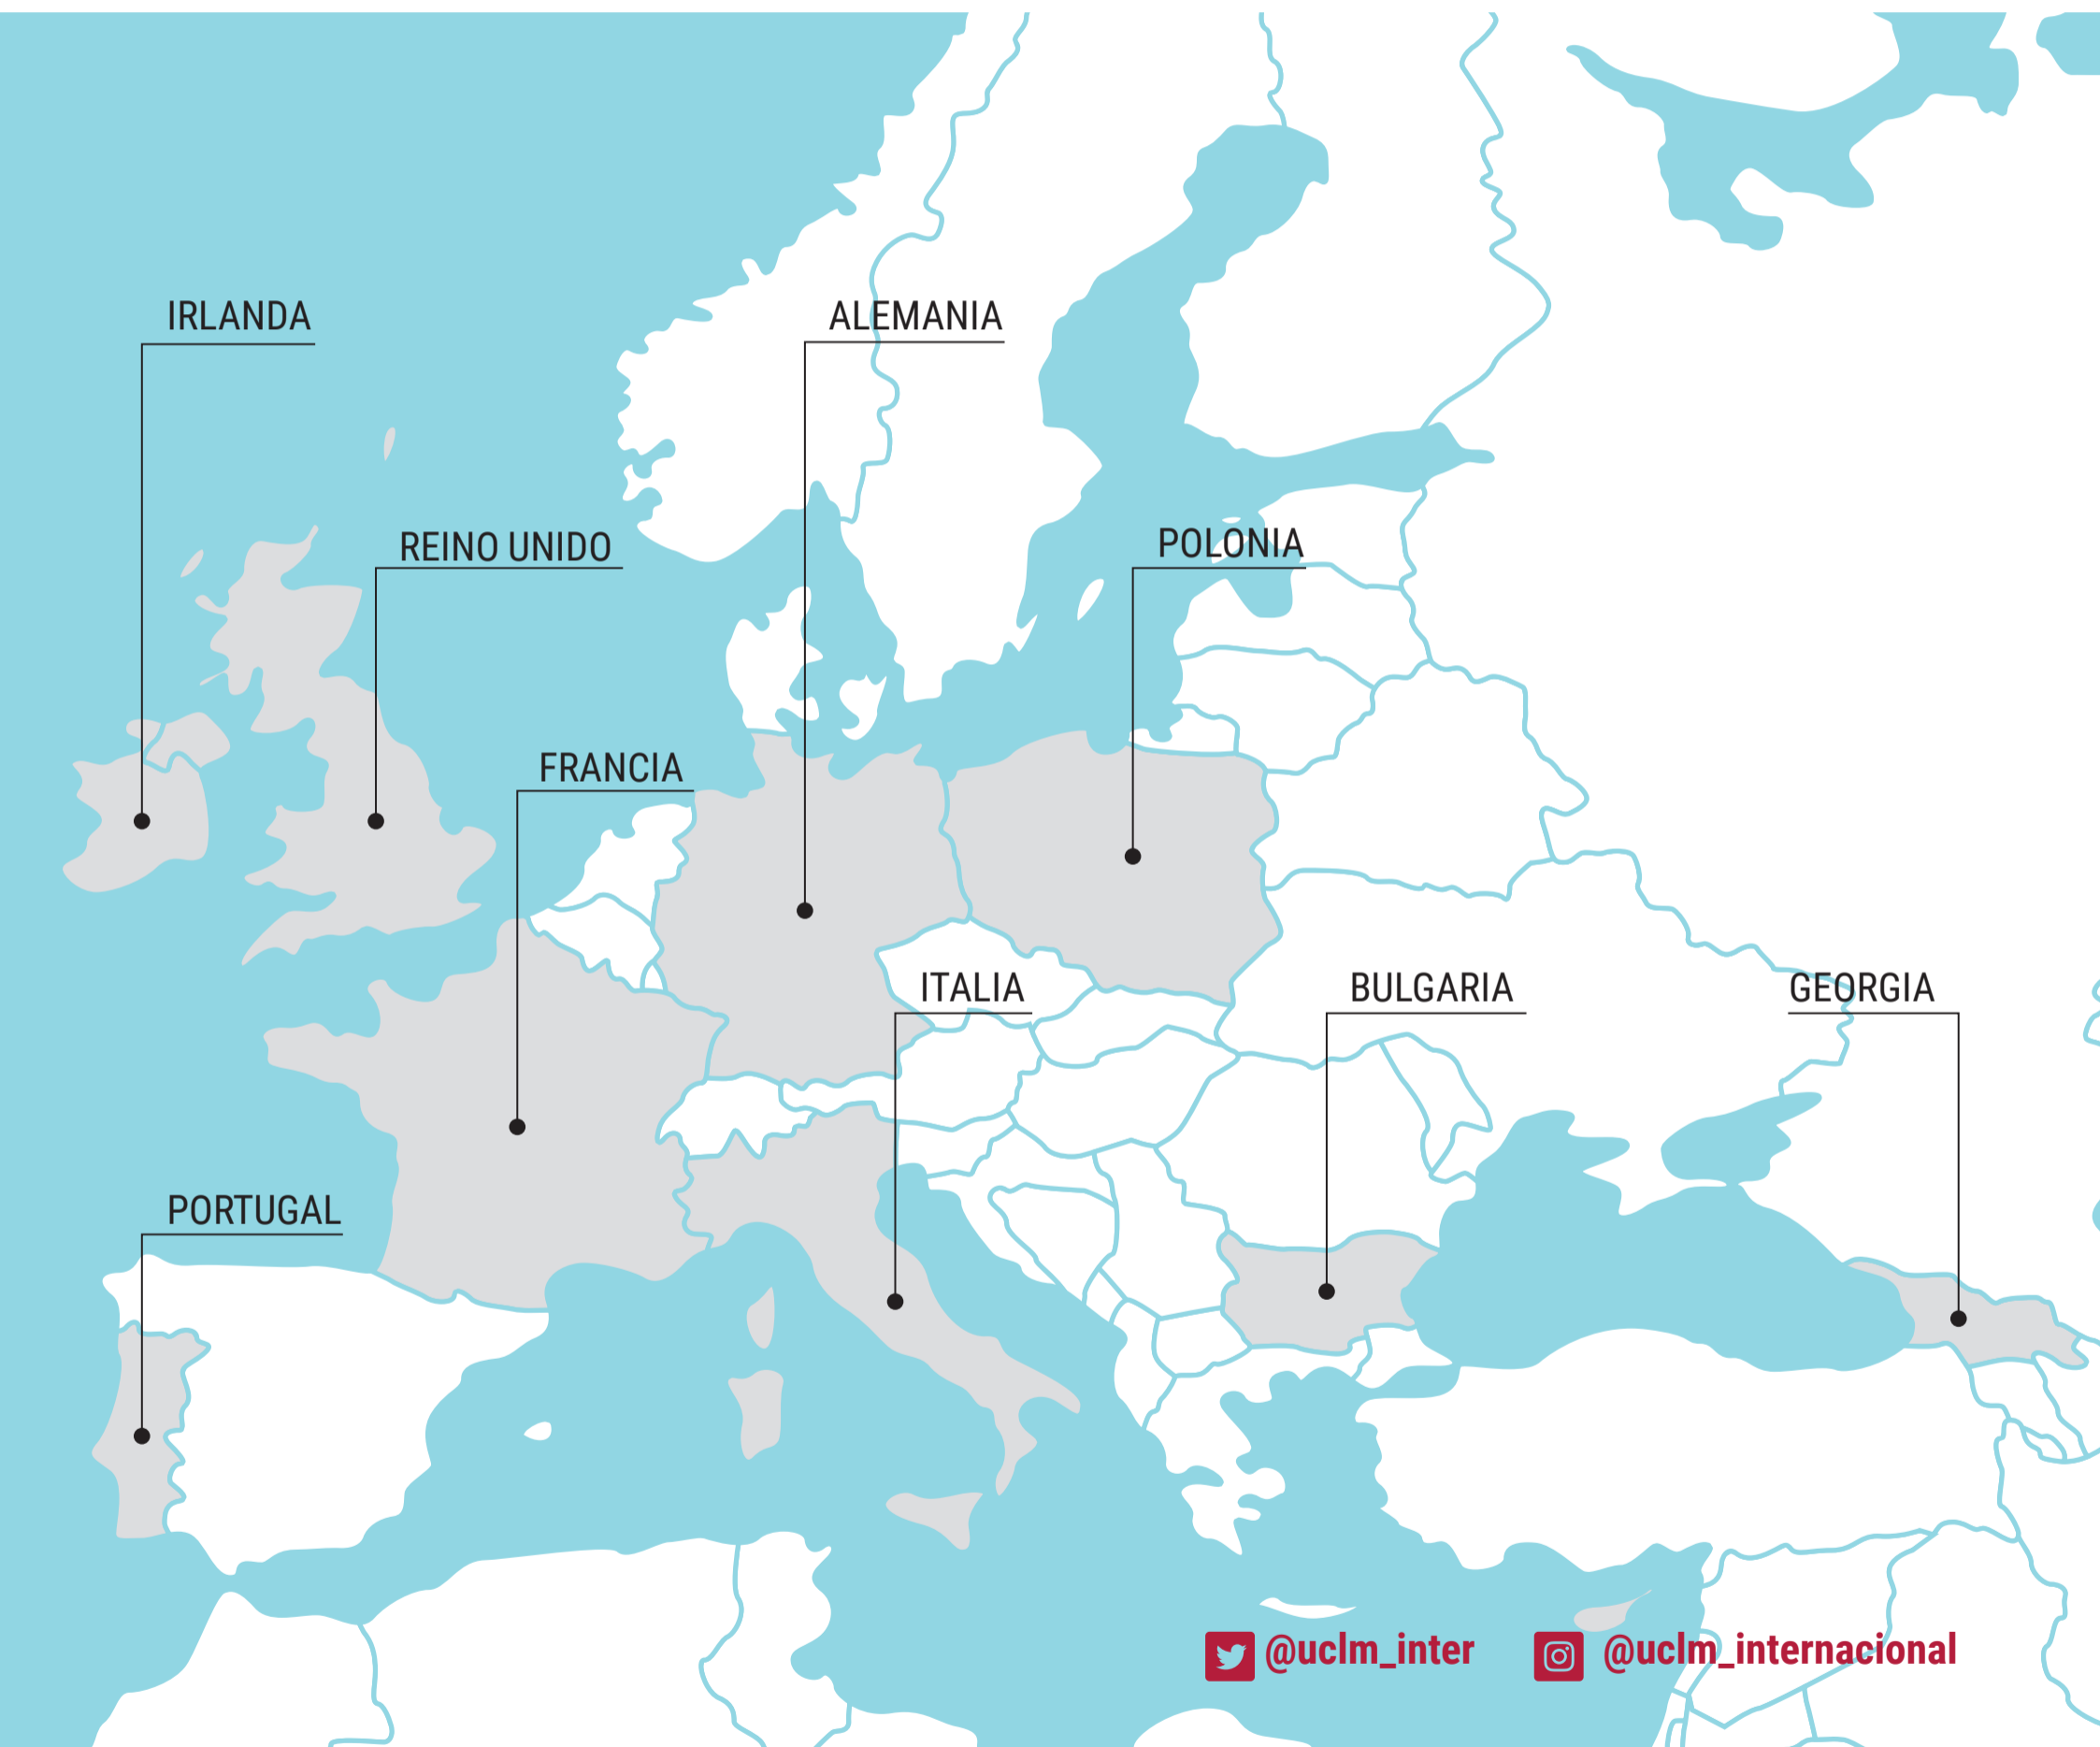 IRLANDA
ALEMANIA
REINO UNIDO
POLONIA
FRANCIA
ITALIA
BULGARIA
GEORGIA
PORTUGAL
@uclm_inter
@uclm_internacional